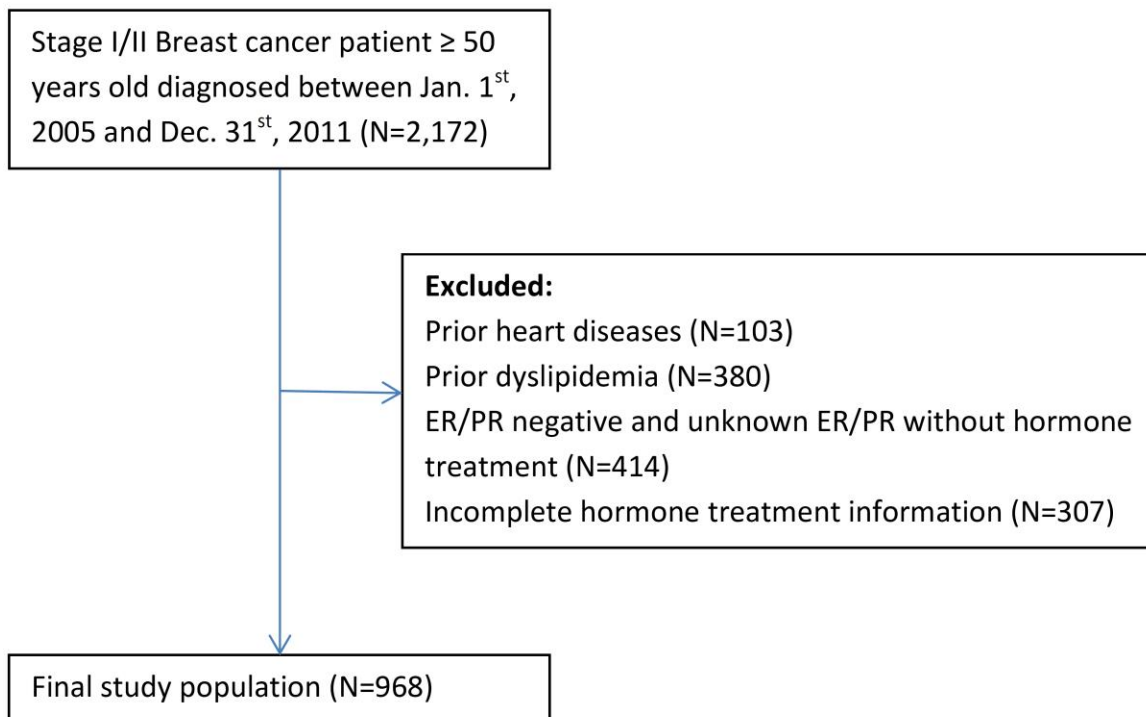 Stage I/II Breast cancer patient ≥ 50
years old diagnosed between Jan. 1st,
2005 and Dec. 31st, 2011 (N=2,172)
Excluded:
Prior heart diseases (N=103)
Prior dyslipidemia (N=380)
ER/PR negative and unknown ER/PR without hormone
treatment (N=414)
Incomplete hormone treatment information (N=307)
Final study population (N=968)